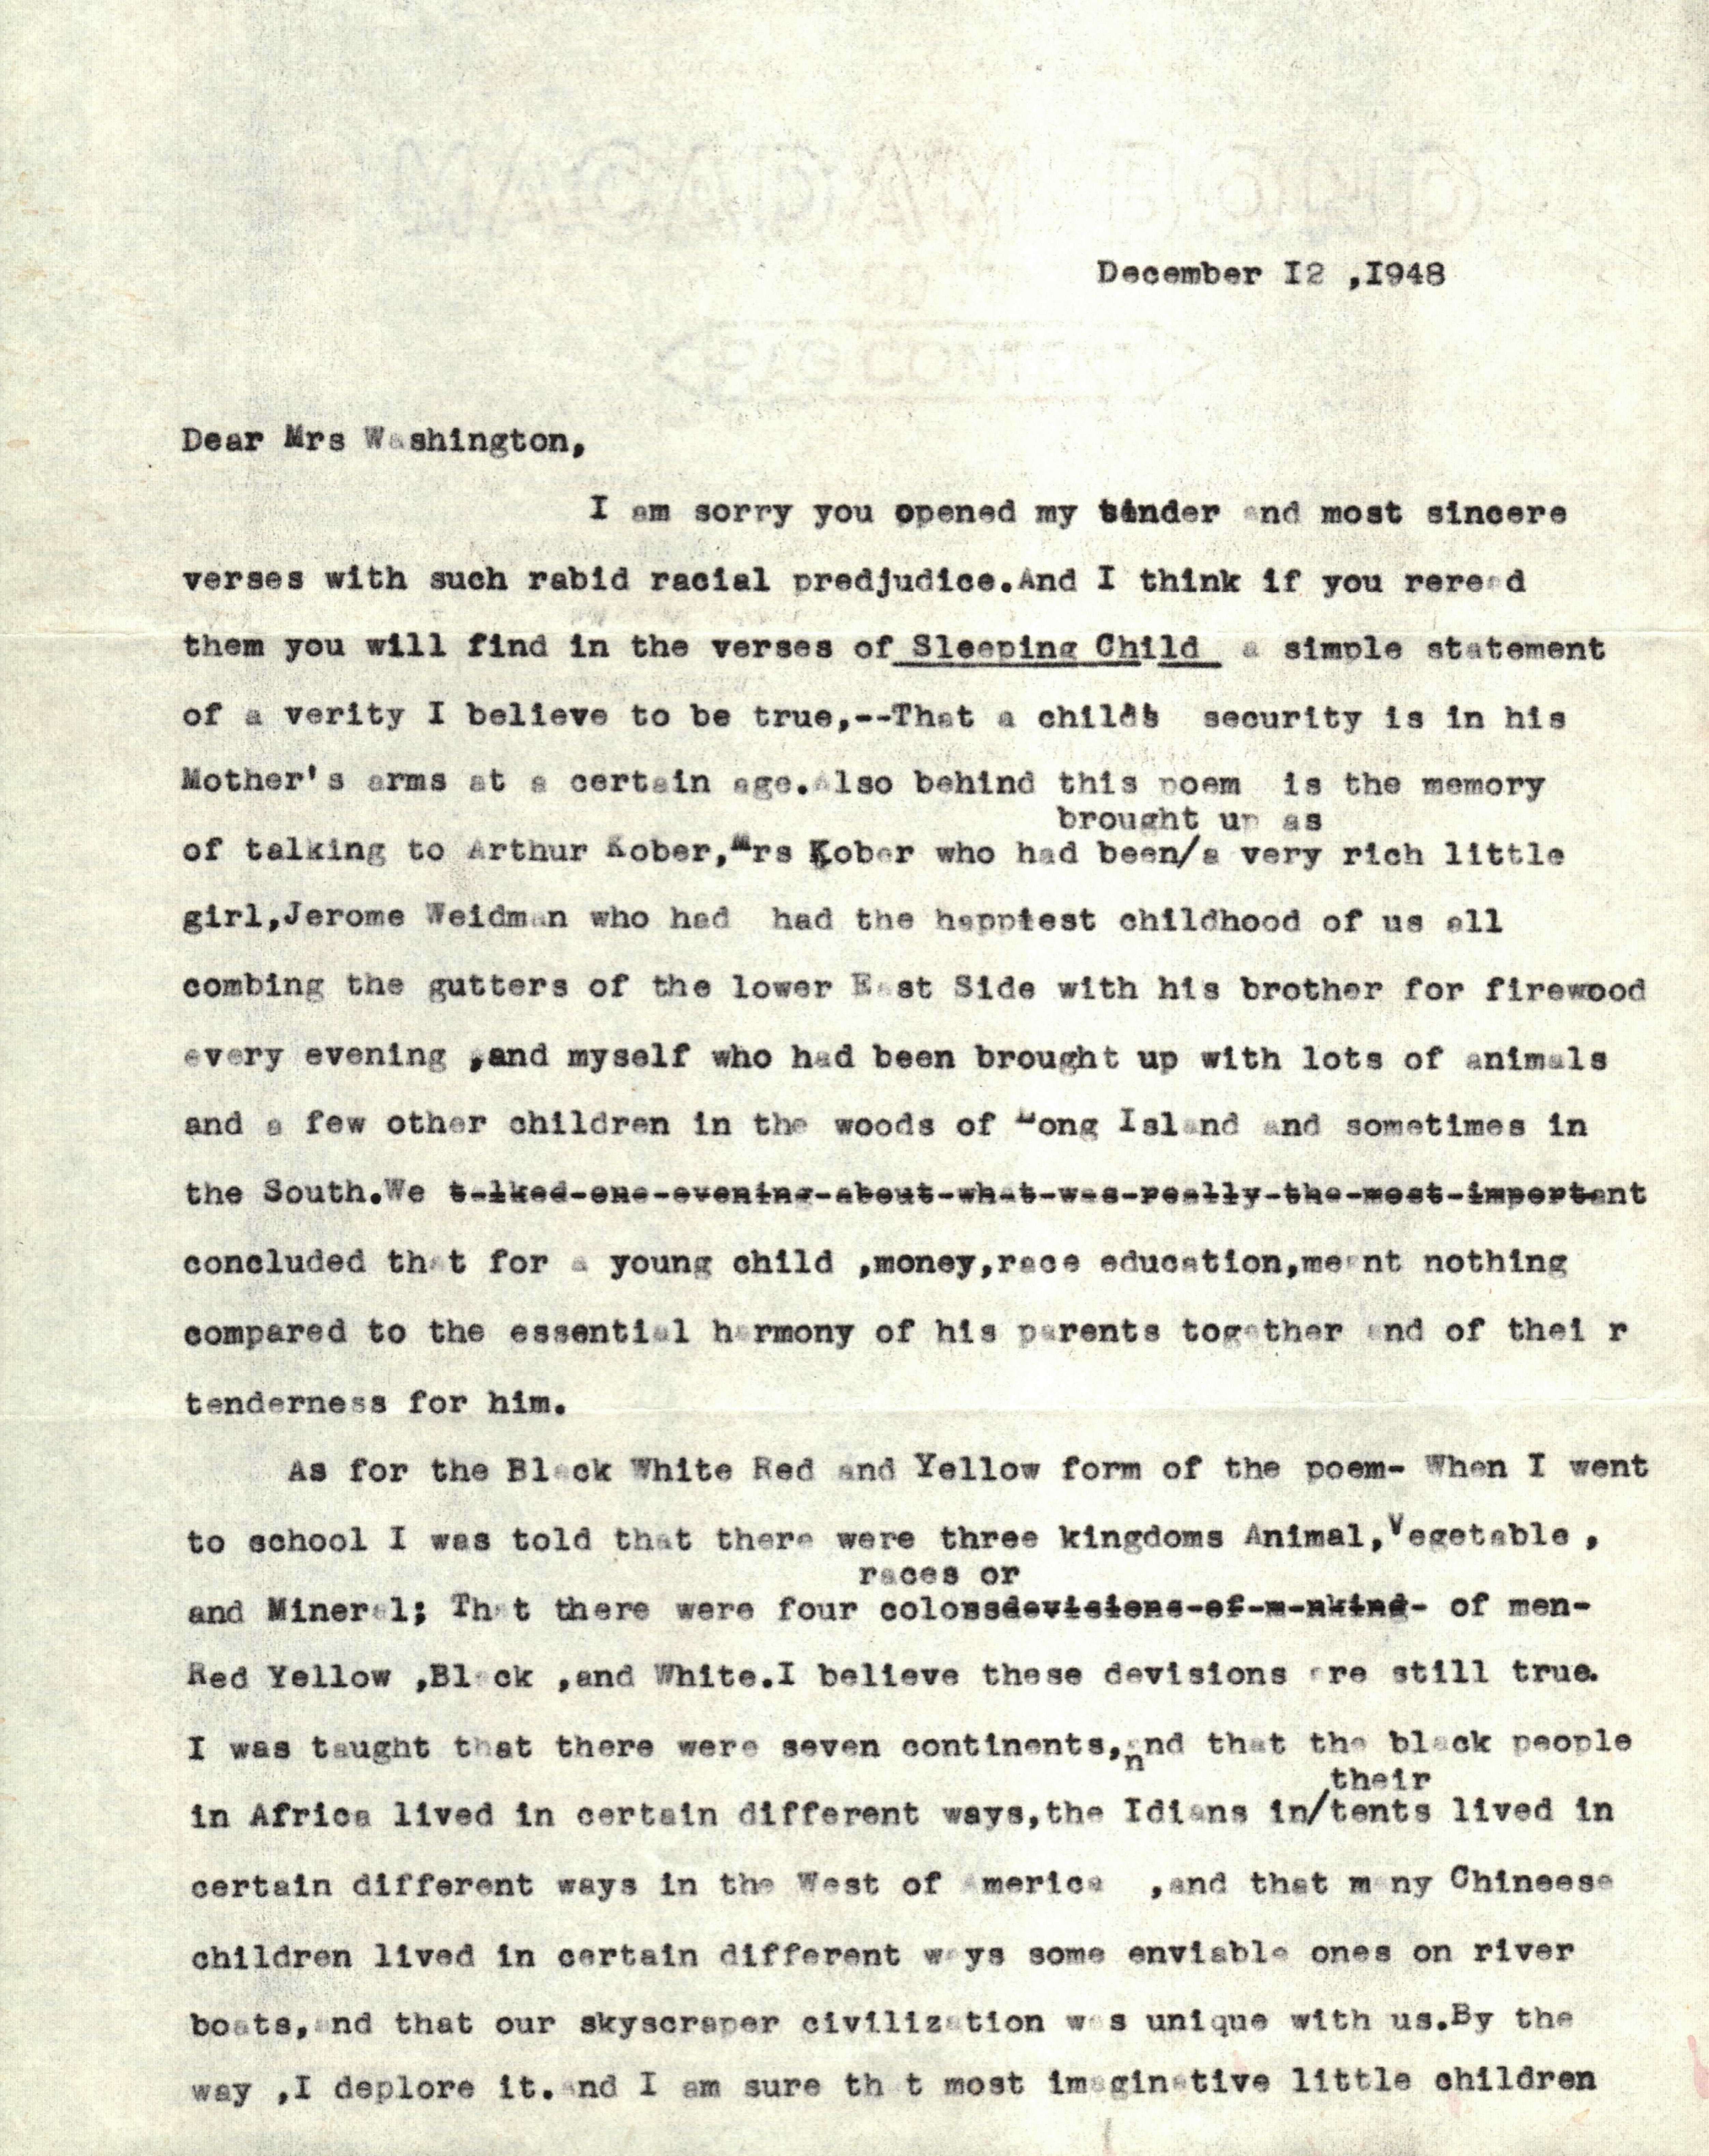 December I2 ,I948
Dear Mrs Washington,
I am sorry you opened my tender and most sincere
verses with such rabid racial predjudice.And I think if you reread
them you will find in the verses of Sleeping Child a simple statement
of a verity I believe to be true,--That a child's security is in his
Mother's arms at a certain age.Also behind this poem is the memory
brought up as
of talking to Arthur Kober,Mrs Kober who had been/a very rich little
girl,Jerome Weidman who had had the happiest childhood of us all
combing the gutters of the lower East Side with his brother for firewood
every evening ,and myself who had been brought up with lots of animals
and a few other children in the woods of Long Island and sometimes in
the South.We talked-one-evening-about-what-was-really-the-most-important
concluded that for a young child ,money,race education,meant nothing
compared to the essential harmony of his parents together and of thei r
tenderness for him.
As for the Black White Red and Yellow form of the poem- When I went
to school I was told that there were three kingdoms Animal,Vegetable ,
races or
and Mineral; That there were four colorsdevisions-of-mankind- of men-
Red Yellow ,Black ,and White.I believe these devisions are still true.
I was taught that there were seven continents,and that the black people
their
in Africa lived in certain different ways,the Idians in/tents lived in
certain different ways in the West of America ,and that many Chineese
children lived in certain different ways some enviable ones on river
boats,and that our skyscraper civilization was unique with us.By the
way ,I deplore it.And I am sure that most imaginative little children